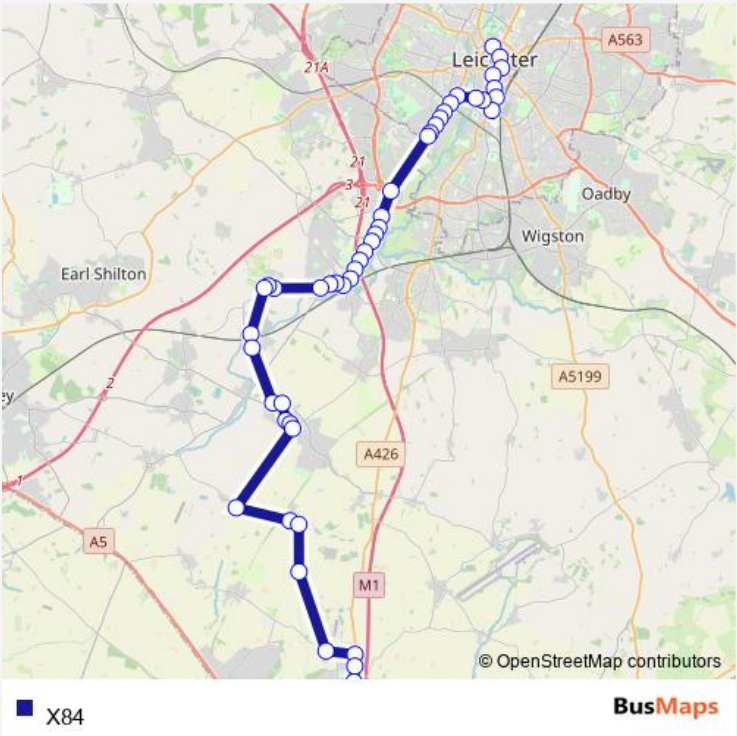 A563
Leicester
21A
21
3
21
Oadby
Wigston
Earl Shilton
2
A5199
ey
A426
1
A5
M1
© OpenStreetMap contributors
X84
BusMaps